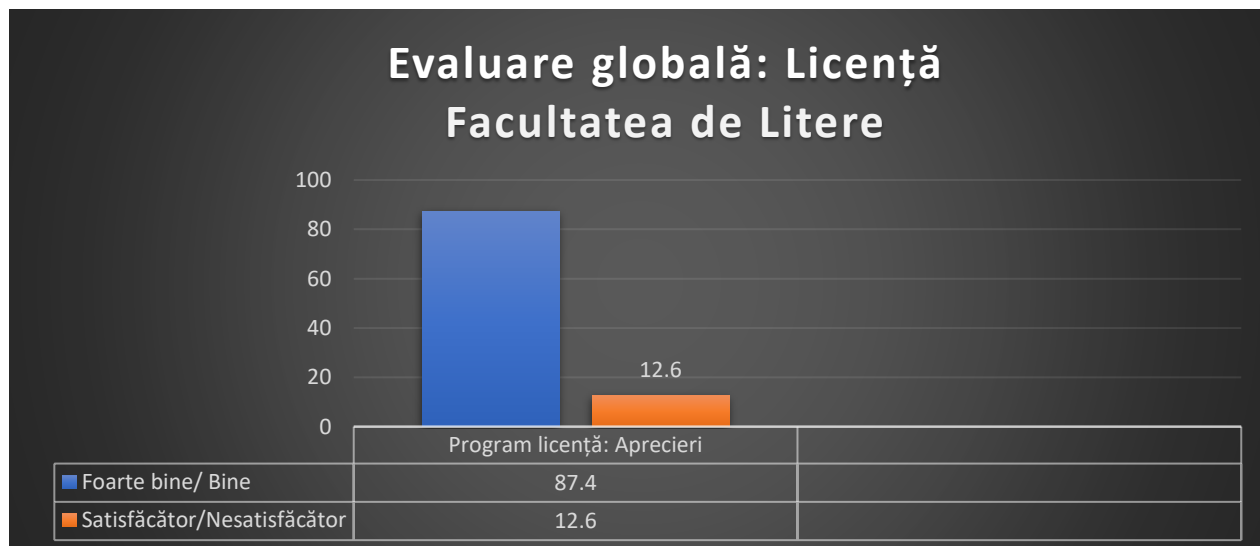 Evaluare globală: Licență
Facultatea de Litere
100
80
60
40
20
0
12.6
Program licență: Aprecieri
Foarte bine/ Bine 87.4
Satisfăcător/Nesatisfăcător 12.6